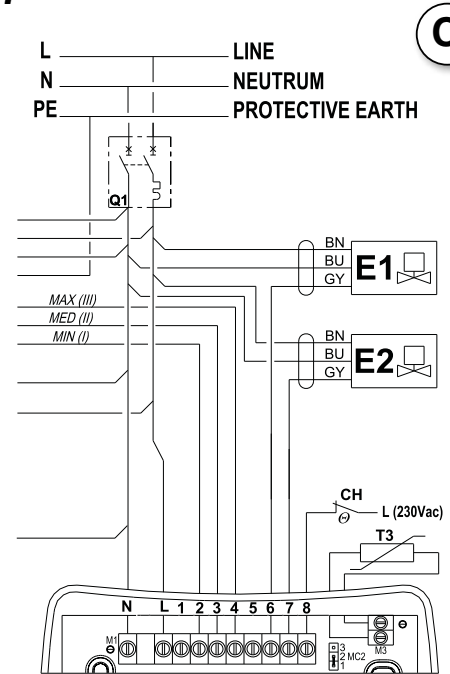 L LINE
N NEUTRUM
PE PROTECTIVE EARTH
Q1
BN
BU
GY
E1
MAX (III)
MED (II)
MIN (I)
BN
BU
GY
E2
CH
L (230Vac)
T3
N L 1 2 3 4 5 6 7 8
M1
3
2
1
MC2
M3